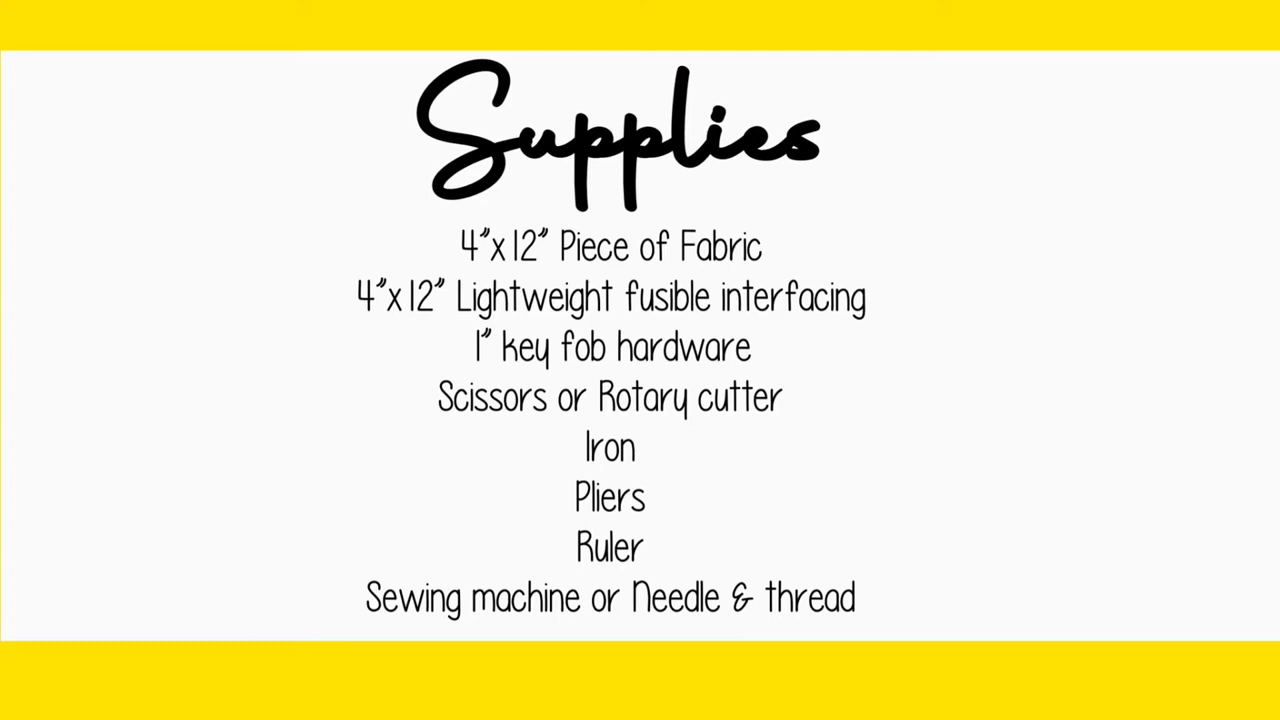 Supplies
4"x12" Piece of Fabric
4"x12" Lightweight fusible interfacing
1" key fob hardware
Scissors or Rotary cutter
Iron
Pliers
Ruler
Sewing machine or Needle & thread